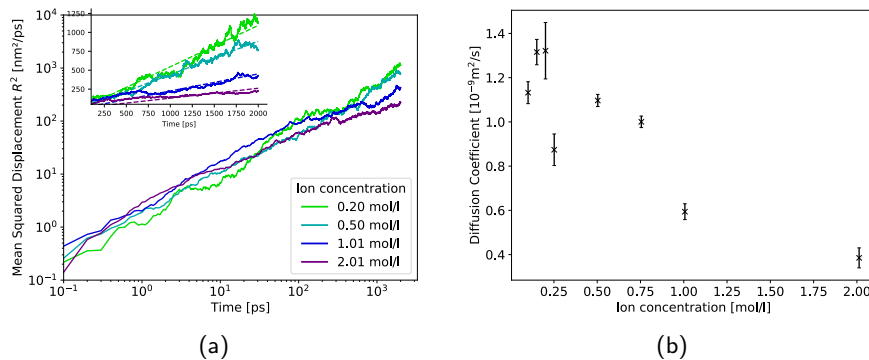 Mean Squared Displacement R² [nm²/ps]
10⁴
10³
10²
10¹
10⁰
10⁻¹
10⁻¹ 10⁰ 10¹ 10² 10³
Time [ps]
1250
1000
750
500
250
250 500 750 1000 1250 1500 1750 2000
Time [ps]
Ion concentration
0.20 mol/l
0.50 mol/l
1.01 mol/l
2.01 mol/l
(a)
Diffusion Coefficient [10⁻⁹m²/s]
1.4
1.2
1.0
0.8
0.6
0.4
0.25 0.50 0.75 1.00 1.25 1.50 1.75 2.00
Ion concentration [mol/l]
(b)